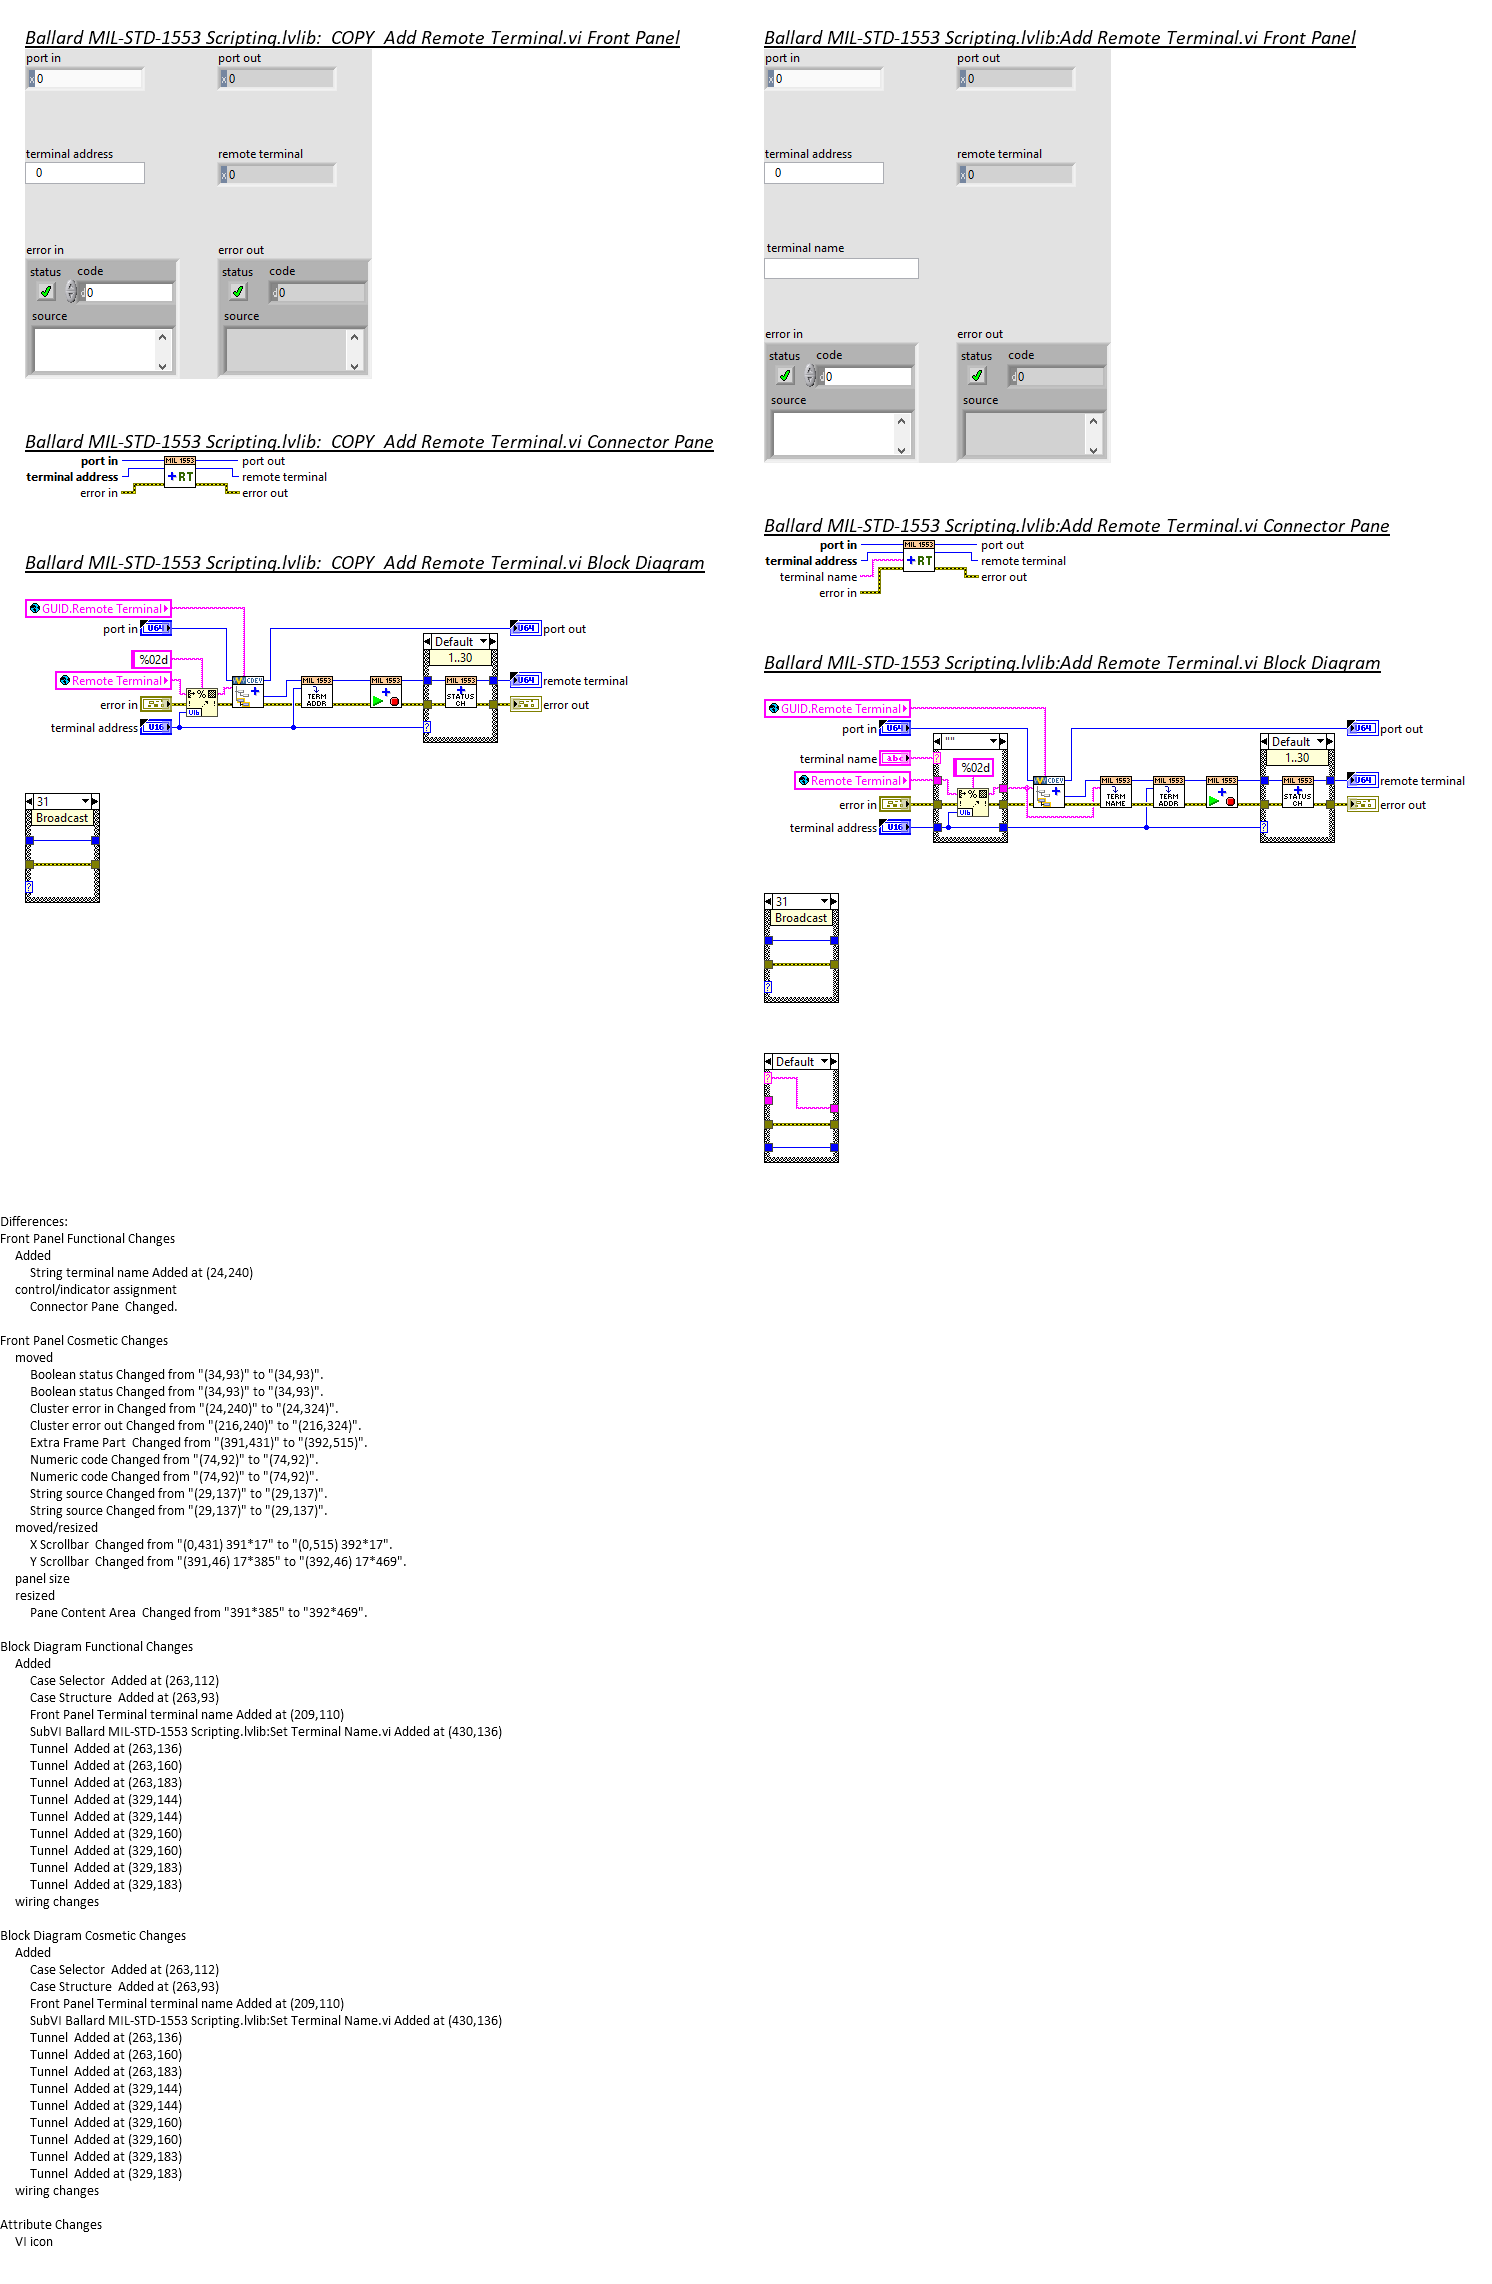 Ballard MIL-STD-1553 Scripting.lvlib:  COPY  Add Remote Terminal.vi Front Panel
port in
port out
x 0
x 0
terminal address
remote terminal
0
x 0
error in
error out
status code
status code
d 0
d 0
source
source
Ballard MIL-STD-1553 Scripting.lvlib:  COPY  Add Remote Terminal.vi Connector Pane
port in
MIL 1553
port out
terminal address
+RT
remote terminal
error in
error out
Ballard MIL-STD-1553 Scripting.lvlib:  COPY  Add Remote Terminal.vi Block Diagram
GUID.Remote Terminal
port in
U64
U64
port out
Default
1..30
%02d
Remote Terminal
CDEV
MIL 1553
TERM
ADDR
MIL 1553
MIL 1553
STATUS
CH
U64
remote terminal
error in
error out
terminal address
U16
?
31
Broadcast
?
Ballard MIL-STD-1553 Scripting.lvlib:Add Remote Terminal.vi Front Panel
port in
port out
x 0
x 0
terminal address
remote terminal
0
x 0
terminal name
error in
error out
status code
status code
d 0
d 0
source
source
Ballard MIL-STD-1553 Scripting.lvlib:Add Remote Terminal.vi Connector Pane
port in
MIL 1553
port out
terminal address
+RT
remote terminal
terminal name
error out
error in
Ballard MIL-STD-1553 Scripting.lvlib:Add Remote Terminal.vi Block Diagram
GUID.Remote Terminal
port in
U64
U64
port out
""
Default
1..30
terminal name
abc
?
%02d
Remote Terminal
CDEV
MIL 1553
TERM
NAME
MIL 1553
TERM
ADDR
MIL 1553
MIL 1553
STATUS
CH
U64
remote terminal
error in
error out
terminal address
U16
?
31
Broadcast
?
Default
?
Differences:
Front Panel Functional Changes
Added
String terminal name Added at (24,240)
control/indicator assignment
Connector Pane  Changed.
Front Panel Cosmetic Changes
moved
Boolean status Changed from "(34,93)" to "(34,93)".
Boolean status Changed from "(34,93)" to "(34,93)".
Cluster error in Changed from "(24,240)" to "(24,324)".
Cluster error out Changed from "(216,240)" to "(216,324)".
Extra Frame Part  Changed from "(391,431)" to "(392,515)".
Numeric code Changed from "(74,92)" to "(74,92)".
Numeric code Changed from "(74,92)" to "(74,92)".
String source Changed from "(29,137)" to "(29,137)".
String source Changed from "(29,137)" to "(29,137)".
moved/resized
X Scrollbar  Changed from "(0,431) 391*17" to "(0,515) 392*17".
Y Scrollbar  Changed from "(391,46) 17*385" to "(392,46) 17*469".
panel size
resized
Pane Content Area  Changed from "391*385" to "392*469".
Block Diagram Functional Changes
Added
Case Selector  Added at (263,112)
Case Structure  Added at (263,93)
Front Panel Terminal terminal name Added at (209,110)
SubVI Ballard MIL-STD-1553 Scripting.lvlib:Set Terminal Name.vi Added at (430,136)
Tunnel  Added at (263,136)
Tunnel  Added at (263,160)
Tunnel  Added at (263,183)
Tunnel  Added at (329,144)
Tunnel  Added at (329,144)
Tunnel  Added at (329,160)
Tunnel  Added at (329,160)
Tunnel  Added at (329,183)
Tunnel  Added at (329,183)
wiring changes
Block Diagram Cosmetic Changes
Added
Case Selector  Added at (263,112)
Case Structure  Added at (263,93)
Front Panel Terminal terminal name Added at (209,110)
SubVI Ballard MIL-STD-1553 Scripting.lvlib:Set Terminal Name.vi Added at (430,136)
Tunnel  Added at (263,136)
Tunnel  Added at (263,160)
Tunnel  Added at (263,183)
Tunnel  Added at (329,144)
Tunnel  Added at (329,144)
Tunnel  Added at (329,160)
Tunnel  Added at (329,160)
Tunnel  Added at (329,183)
Tunnel  Added at (329,183)
wiring changes
Attribute Changes
VI icon